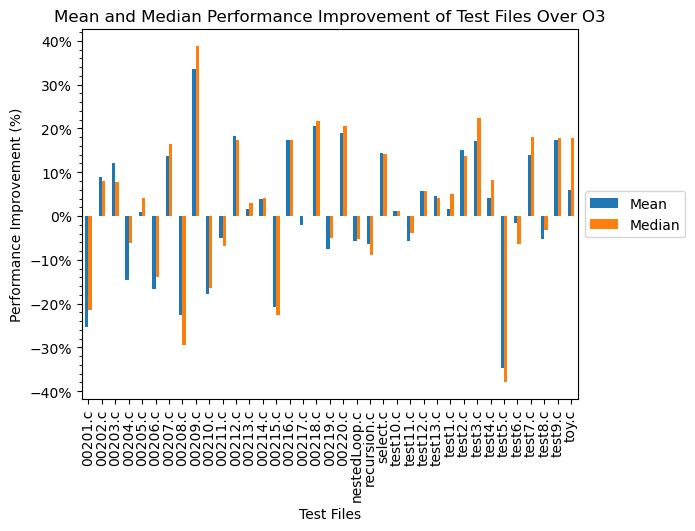 Mean and Median Performance Improvement of Test Files Over O3
Performance Improvement (%)
40%
30%
20%
10%
0%
−10%
−20%
−30%
−40%
Mean
Median
00201.c
00202.c
00203.c
00204.c
00205.c
00206.c
00207.c
00208.c
00209.c
00210.c
00211.c
00212.c
00213.c
00214.c
00215.c
00216.c
00217.c
00218.c
00219.c
00220.c
nestedLoop.c
recursion.c
select.c
test10.c
test11.c
test12.c
test13.c
test1.c
test2.c
test3.c
test4.c
test5.c
test6.c
test7.c
test8.c
test9.c
toy.c
Test Files